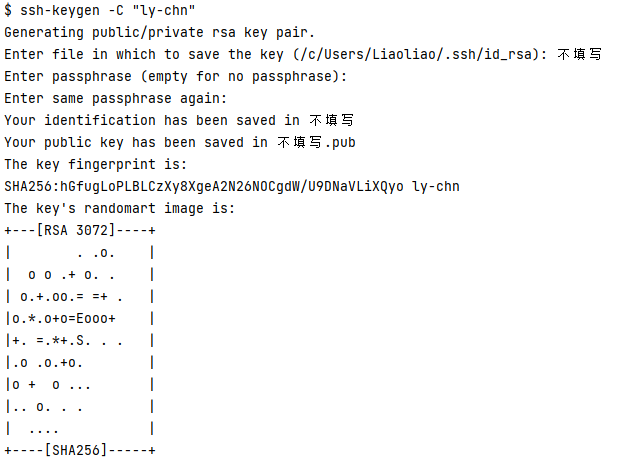 $ ssh-keygen -C "ly-chn"
Generating public/private rsa key pair.
Enter file in which to save the key (/c/Users/Liaoliao/.ssh/id_rsa): 不填写
Enter passphrase (empty for no passphrase):
Enter same passphrase again:
Your identification has been saved in 不填写
Your public key has been saved in 不填写.pub
The key fingerprint is:
SHA256:hGfugLoPLBLCzXy8XgeA2N26NOCgdW/U9DNaVLiXQyo ly-chn
The key's randomart image is:
+---[RSA 3072]----+
|        . .o.    |
|  o o .+ o. .    |
| o.+.oo.= =+ .   |
|o.*.o+o=Eooo+    |
|+. =.*+.S. . .   |
|.o .o.+o.        |
|o +  o ...       |
|.. o. . .        |
|  ....           |
+----[SHA256]-----+